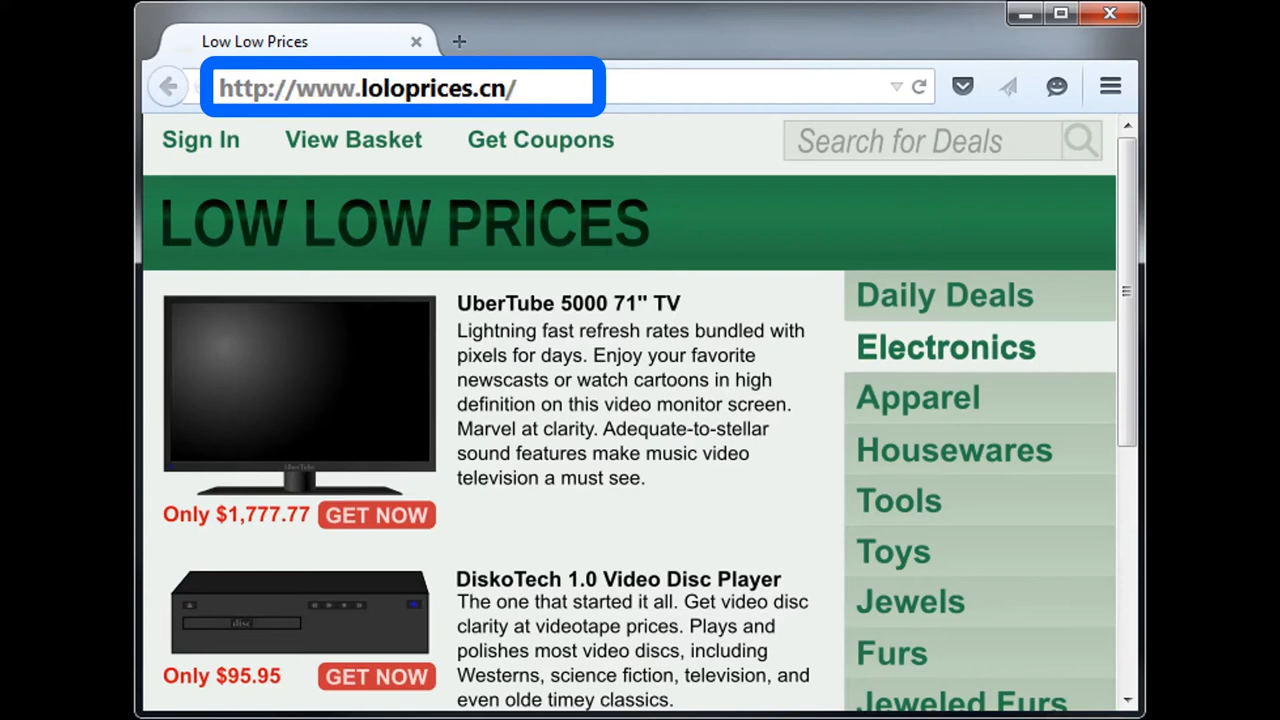 Low Low Prices
http://www.loloprices.cn/
Sign In View Basket Get Coupons Search for Deals
LOW LOW PRICES
UberTube 5000 71" TV
Lightning fast refresh rates bundled with
pixels for days. Enjoy your favorite
newscasts or watch cartoons in high
definition on this video monitor screen.
Marvel at clarity. Adequate-to-stellar
sound features make music video
television a must see.
UberTube
Only $1,777.77 GET NOW
DiskoTech 1.0 Video Disc Player
The one that started it all. Get video disc
clarity at videotape prices. Plays and
polishes most video discs, including
Westerns, science fiction, television, and
even olde timey classics.
disc
Only $95.95 GET NOW
Daily Deals
Electronics
Apparel
Housewares
Tools
Toys
Jewels
Furs
Jeweled Furs